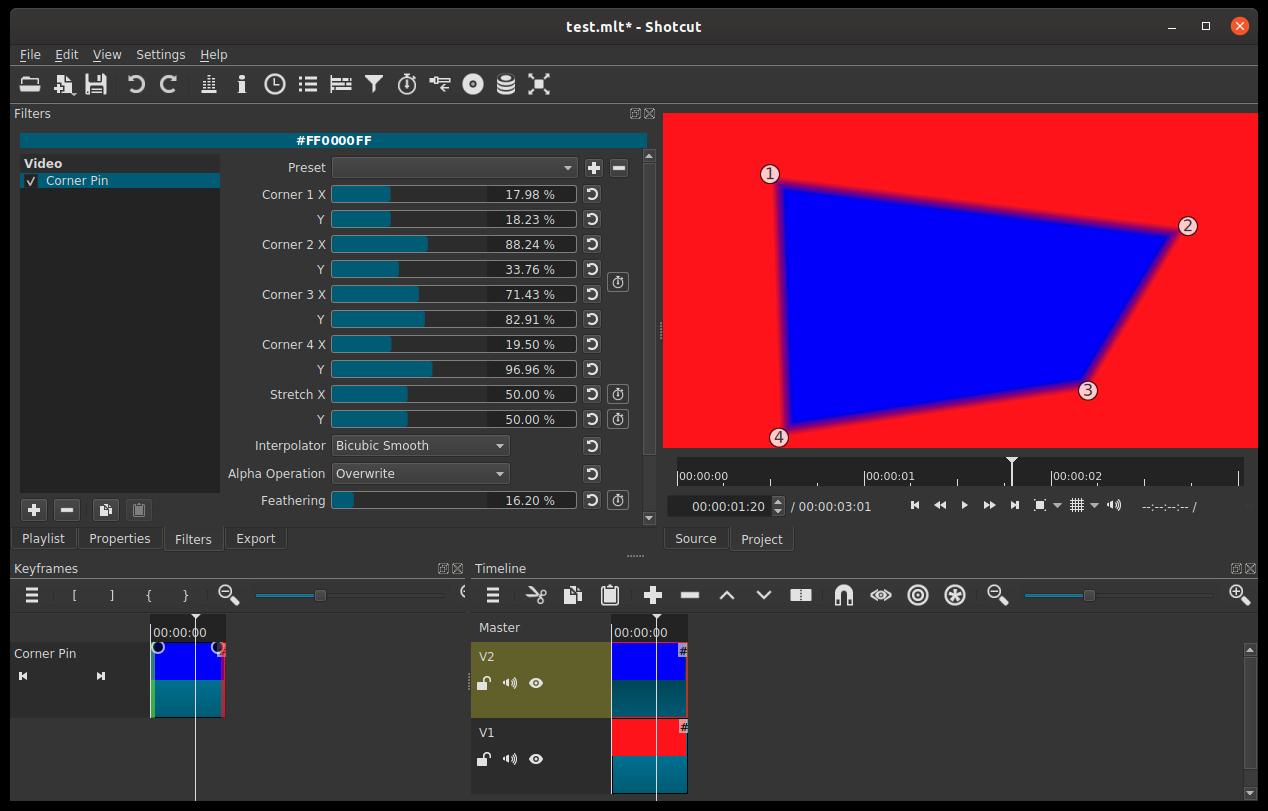 test.mlt* - Shotcut
File Edit View Settings Help
Filters
#FF0000FF
Video
Corner Pin
Preset
Corner 1 X 17.98 %
Y 18.23 %
Corner 2 X 88.24 %
Y 33.76 %
Corner 3 X 71.43 %
Y 82.91 %
Corner 4 X 19.50 %
Y 96.96 %
Stretch X 50.00 %
Y 50.00 %
Interpolator Bicubic Smooth
Alpha Operation Overwrite
Feathering 16.20 %
Playlist Properties Filters Export
1
2
3
4
00:00:00 00:00:01 00:00:02
00:00:01:20 / 00:00:03:01 --:--:--:-- /
Source Project
Keyframes
[ ] { }
00:00:00
Corner Pin
Timeline
Master 00:00:00
V2 #
V1 #